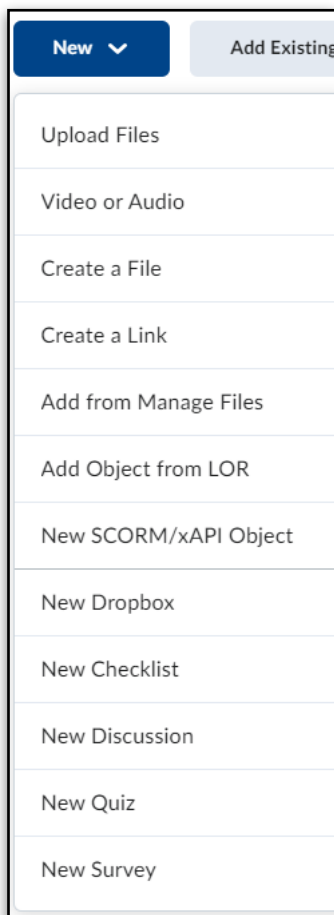 New
Add Existing
Upload Files
Video or Audio
Create a File
Create a Link
Add from Manage Files
Add Object from LOR
New SCORM/xAPI Object
New Dropbox
New Checklist
New Discussion
New Quiz
New Survey